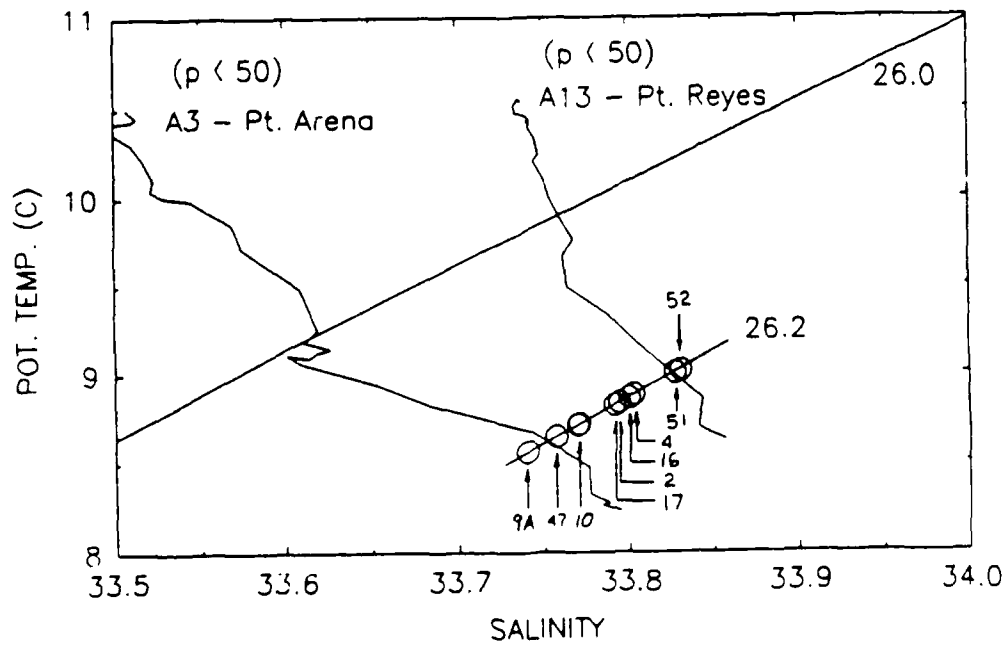 11
(p < 50)
A3 – Pt. Arena
(p < 50)
A13 – Pt. Reyes
26.0
10
POT. TEMP. (C)
52
26.2
9
51
4
16
2
17
9A
47
10
8
33.5
33.6
33.7
33.8
33.9
34.0
SALINITY